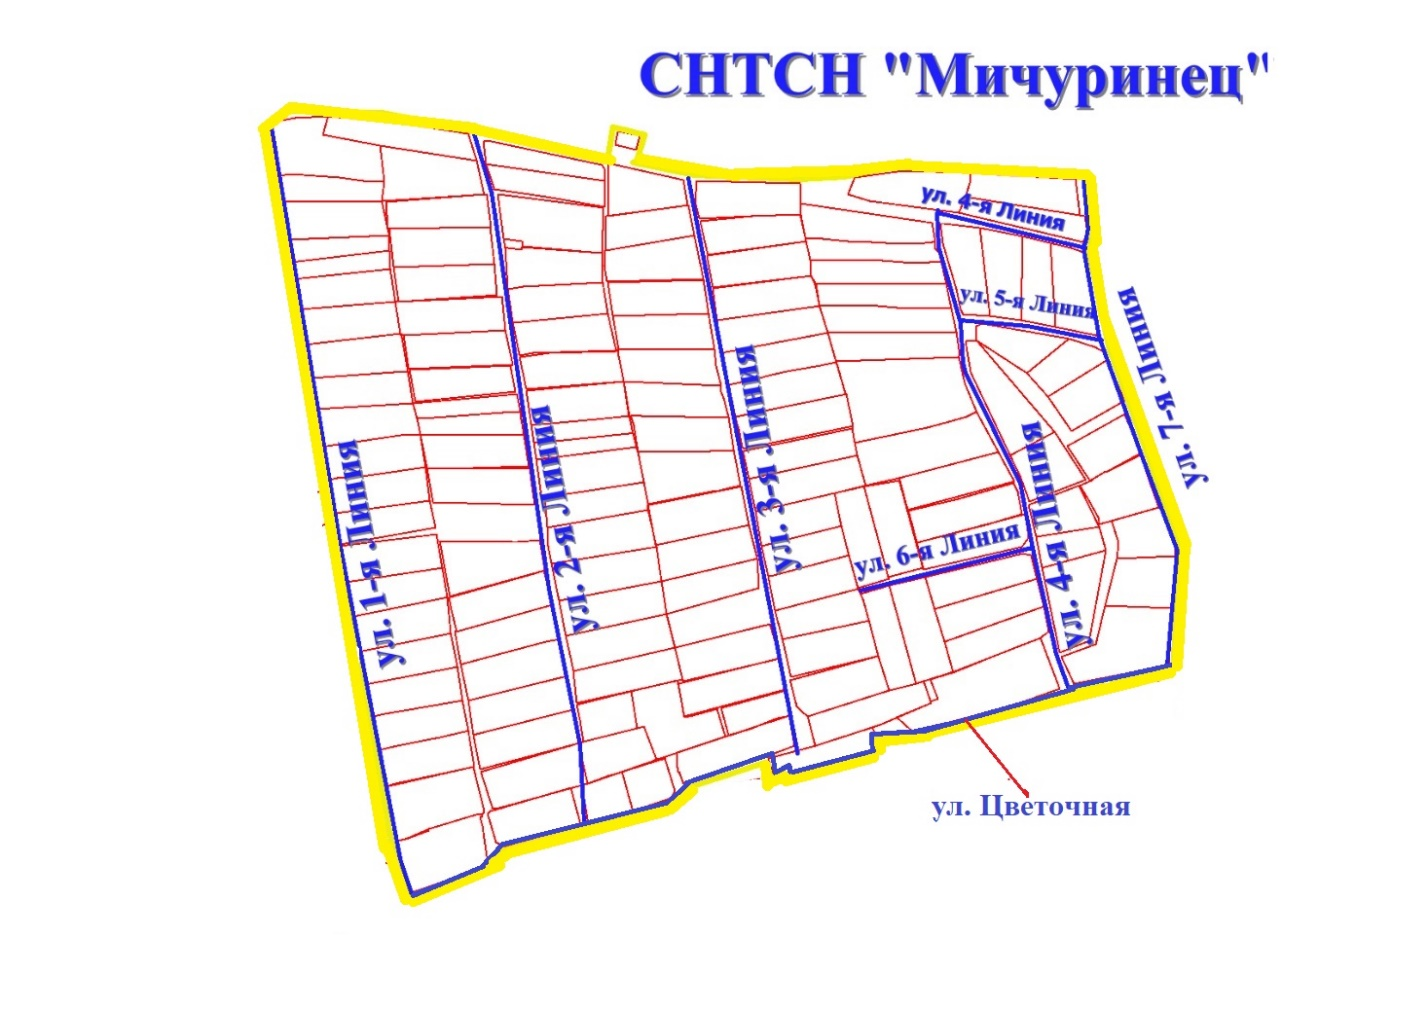 СНТСН "Мичуринец"
ул. 4-я Линия
ул. 5-я Линия
ул. 7-я Линия
ул. 3-я Линия
ул. 2-я Линия
ул. 4-я Линия
ул. 1-я Линия
ул. 6-я Линия
ул. Цветочная